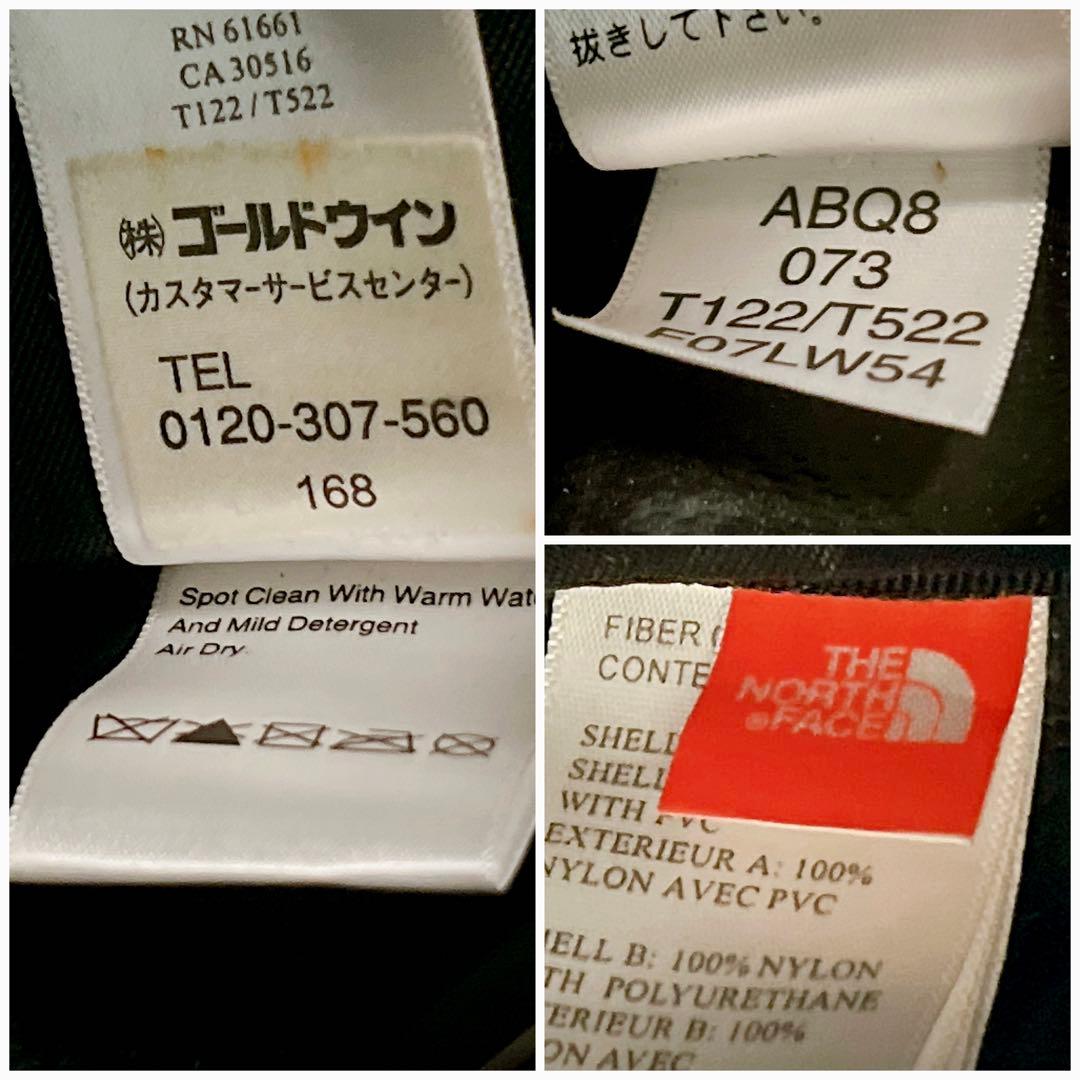 RN 61661
CA 30516
T122 / T522
㈱ゴールドウイン
(カスタマーサービスセンター)
TEL
0120-307-560
168
Spot Clean With Warm Wat
And Mild Detergent
Air Dry
抜きして下さい。
ABQ8
073
T122/T522
F07LW54
FIBER
CONTE
THE
NORTH
FACE
SHELL
SHELL
WITH PVC
EXTERIEUR A: 100%
NYLON AVEC PVC
ELL B: 100% NYLON
TH POLYURETHANE
ERIEUR B: 100%
ON AVEC